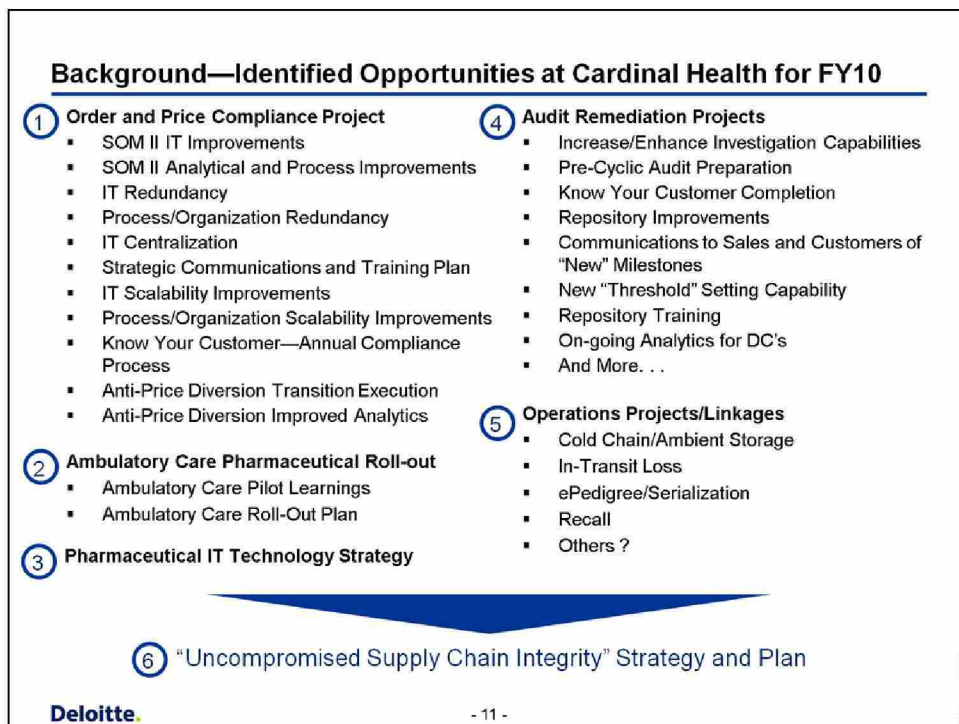 Background—Identified Opportunities at Cardinal Health for FY10
1 Order and Price Compliance Project
▪ SOM II IT Improvements
▪ SOM II Analytical and Process Improvements
▪ IT Redundancy
▪ Process/Organization Redundancy
▪ IT Centralization
▪ Strategic Communications and Training Plan
▪ IT Scalability Improvements
▪ Process/Organization Scalability Improvements
▪ Know Your Customer—Annual Compliance
Process
▪ Anti-Price Diversion Transition Execution
▪ Anti-Price Diversion Improved Analytics
2 Ambulatory Care Pharmaceutical Roll-out
▪ Ambulatory Care Pilot Learnings
▪ Ambulatory Care Roll-Out Plan
3 Pharmaceutical IT Technology Strategy
4 Audit Remediation Projects
▪ Increase/Enhance Investigation Capabilities
▪ Pre-Cyclic Audit Preparation
▪ Know Your Customer Completion
▪ Repository Improvements
▪ Communications to Sales and Customers of
“New” Milestones
▪ New “Threshold” Setting Capability
▪ Repository Training
▪ On-going Analytics for DC's
▪ And More. . .
5 Operations Projects/Linkages
▪ Cold Chain/Ambient Storage
▪ In-Transit Loss
▪ ePedigree/Serialization
▪ Recall
▪ Others ?
6 “Uncompromised Supply Chain Integrity” Strategy and Plan
Deloitte.
- 11 -